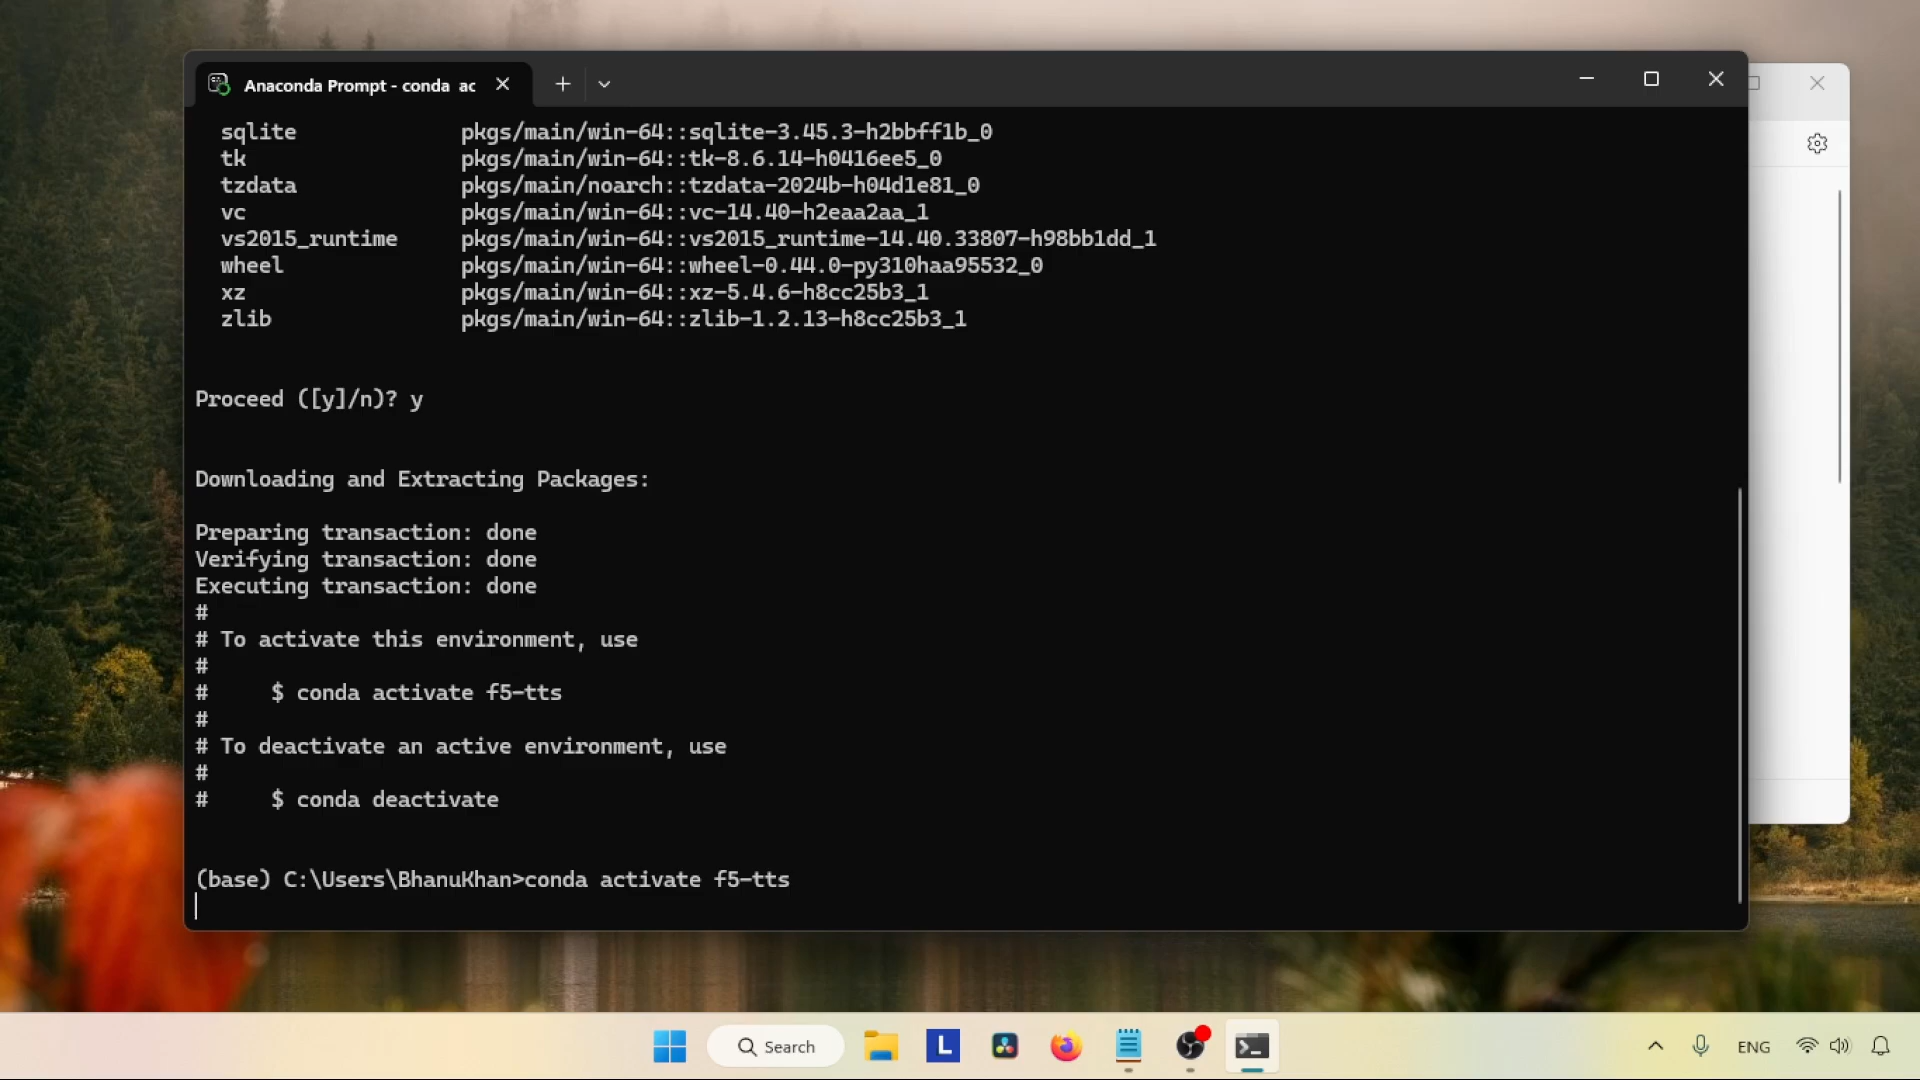 Anaconda Prompt - conda ac
sqlite pkgs/main/win-64::sqlite-3.45.3-h2bbff1b_0
tk pkgs/main/win-64::tk-8.6.14-h0416ee5_0
tzdata pkgs/main/noarch::tzdata-2024b-h04d1e81_0
vc pkgs/main/win-64::vc-14.40-h2eaa2aa_1
vs2015_runtime pkgs/main/win-64::vs2015_runtime-14.40.33807-h98bb1dd_1
wheel pkgs/main/win-64::wheel-0.44.0-py310haa95532_0
xz pkgs/main/win-64::xz-5.4.6-h8cc25b3_1
zlib pkgs/main/win-64::zlib-1.2.13-h8cc25b3_1
Proceed ([y]/n)? y
Downloading and Extracting Packages:
Preparing transaction: done
Verifying transaction: done
Executing transaction: done
#
# To activate this environment, use
#
# $ conda activate f5-tts
#
# To deactivate an active environment, use
#
# $ conda deactivate
(base) C:\Users\BhanuKhan>conda activate f5-tts
L
Search
ENG